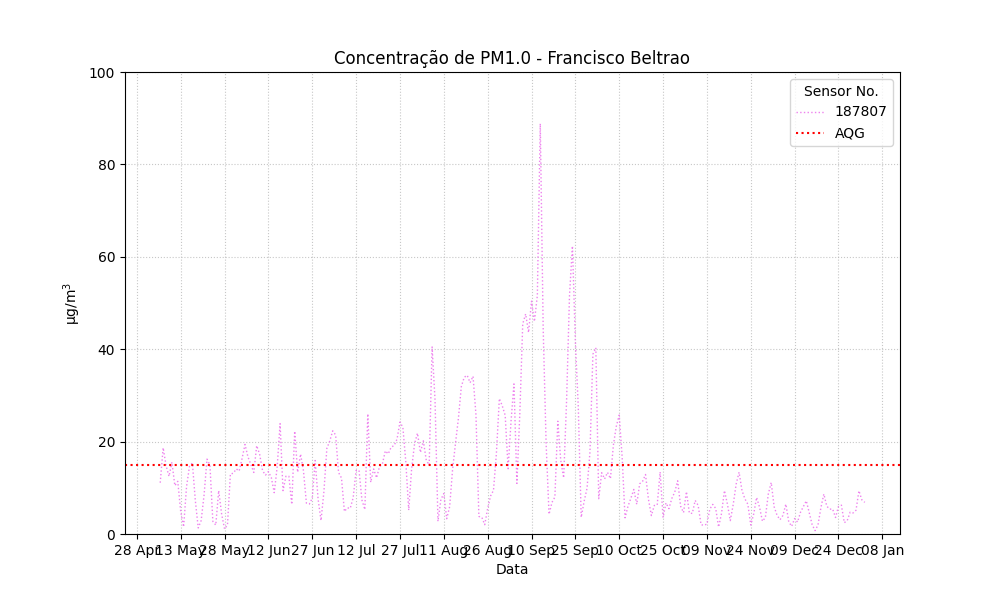 Concentração de PM1.0 - Francisco Beltrao
Sensor No.
187807
AQG
100
80
60
40
20
0
µg/m³
28 Apr 13 May 28 May 12 Jun 27 Jun 12 Jul 27 Jul 11 Aug 26 Aug 10 Sep 25 Sep 10 Oct 25 Oct 09 Nov 24 Nov 09 Dec 24 Dec 08 Jan
Data